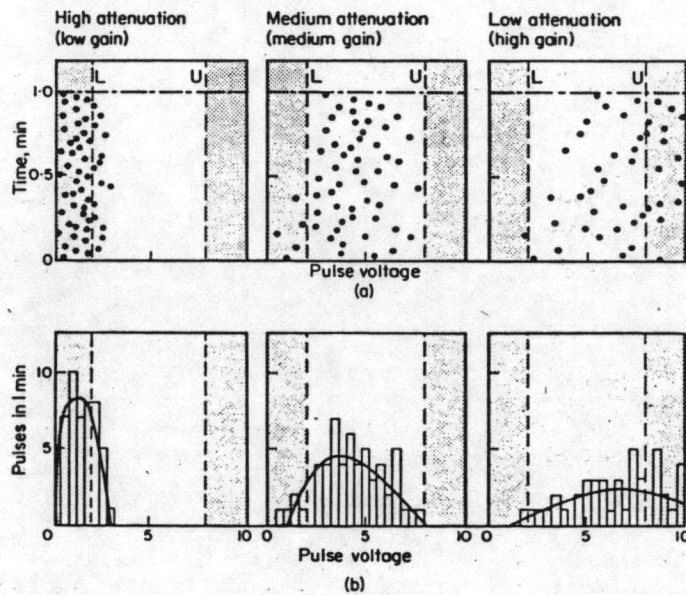 High attenuation
(low gain)
Medium attenuation
(medium gain)
Low attenuation
(high gain)
L U L U L U
Time, min
1·0
0·5
0
Pulse voltage
(a)
Pulses in 1 min
10
5
0 5 10 0 5 10 0 5 10
Pulse voltage
(b)